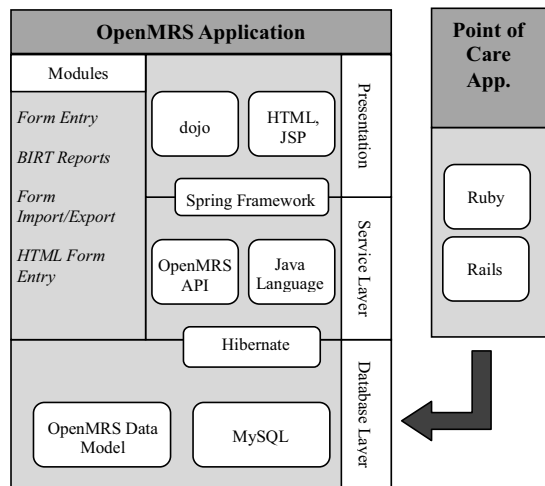 OpenMRS Application
Modules
Form Entry
BIRT Reports
Form
Import/Export
HTML Form
Entry
dojo
HTML,
JSP
Presentation
Spring Framework
OpenMRS
API
Java
Language
Service Layer
Hibernate
OpenMRS Data
Model
MySQL
Database Layer
Point of
Care
App.
Ruby
Rails